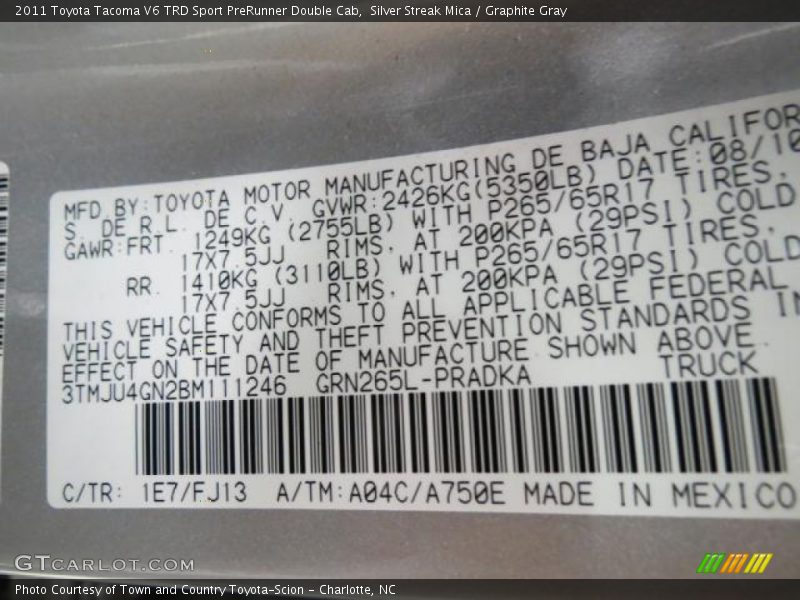 2011 Toyota Tacoma V6 TRD Sport PreRunner Double Cab, Silver Streak Mica / Graphite Gray
MFD.BY:TOYOTA MOTOR MANUFACTURING DE BAJA CALIFOR
S. DE R.L. DE C.V. GVWR:2426KG(5350LB) DATE:08/10
GAWR:FRT. 1249KG (2755LB) WITH P265/65R17 TIRES,
17X7.5JJ RIMS, AT 200KPA (29PSI) COLD
RR. 1410KG (3110LB) WITH P265/65R17 TIRES,
17X7.5JJ RIMS, AT 200KPA (29PSI) COLD
THIS VEHICLE CONFORMS TO ALL APPLICABLE FEDERAL
VEHICLE SAFETY AND THEFT PREVENTION STANDARDS IN
EFFECT ON THE DATE OF MANUFACTURE SHOWN ABOVE.
3TMJU4GN2BM111246 GRN265L-PRADKA TRUCK
C/TR: 1E7/FJ13 A/TM:A04C/A750E MADE IN MEXICO
GTCARLOT.COM
Photo Courtesy of Town and Country Toyota-Scion - Charlotte, NC